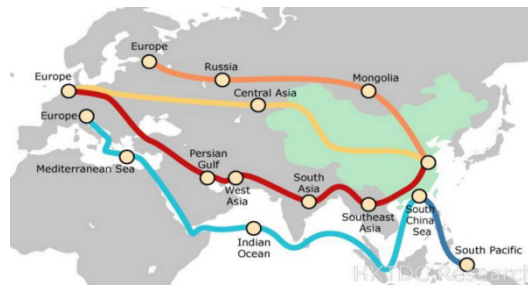 Europe
Russia
Mongolia
Europe
Central Asia
Europe
Mediterranean Sea
Persian
Gulf
West
Asia
South
Asia
Southeast
Asia
South
China
Sea
Indian
Ocean
South Pacific
HKTDC Research